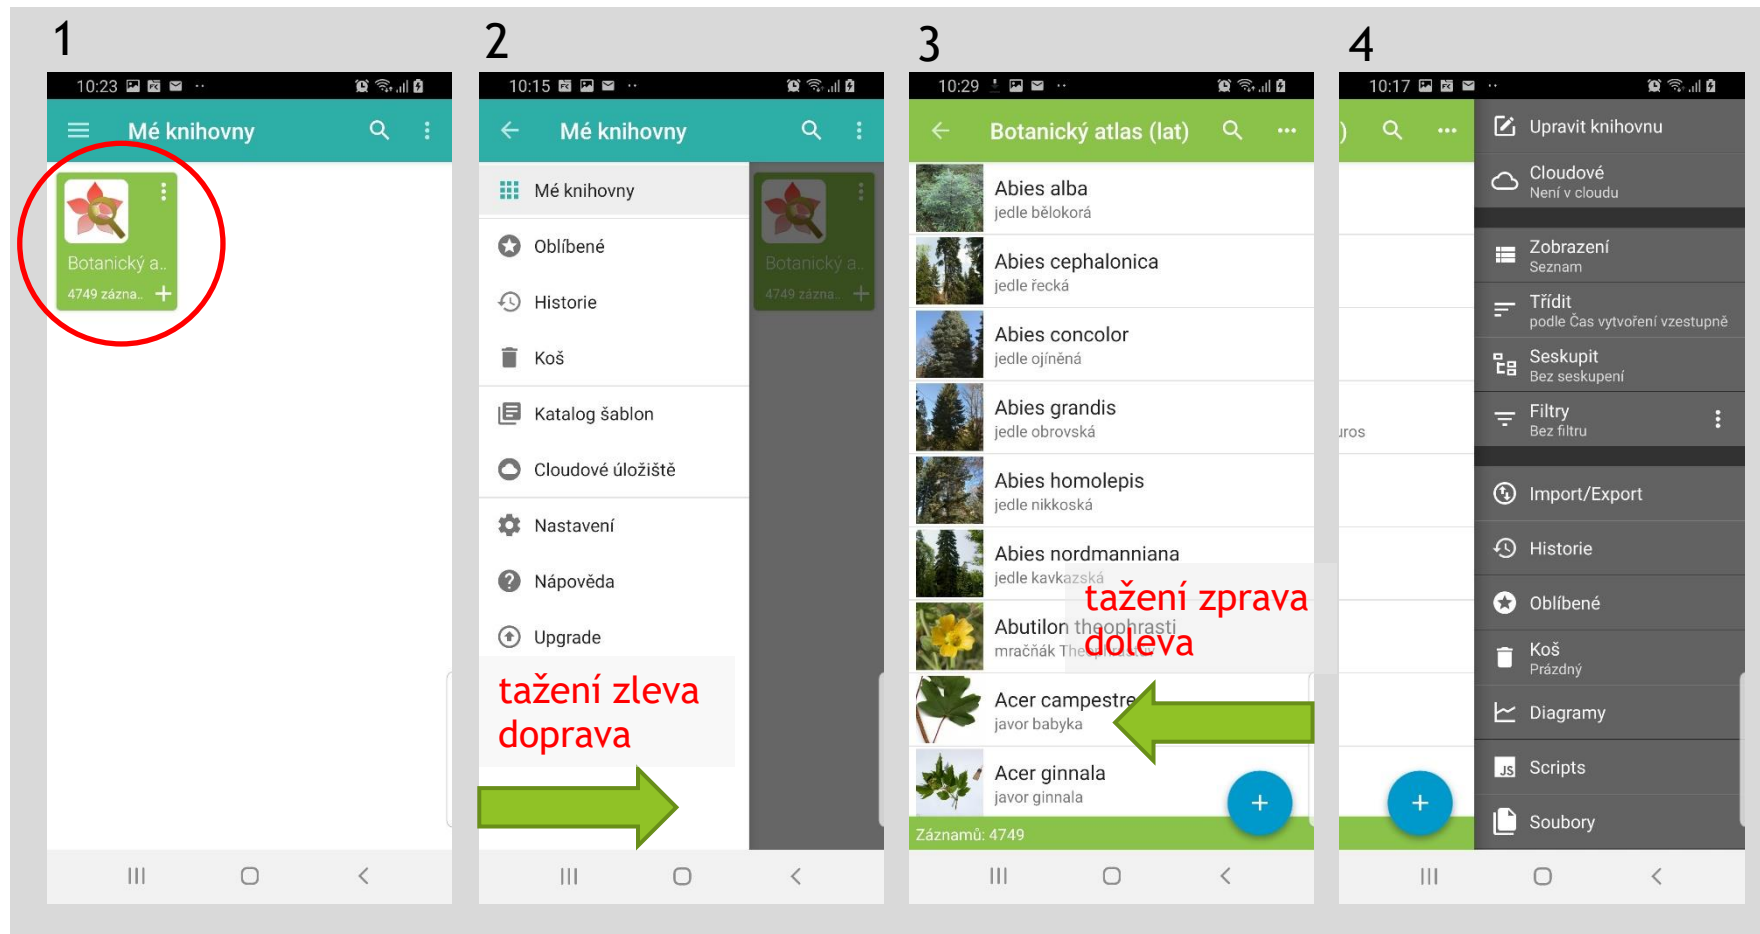 1
10:23
Mé knihovny
Botanický a..
4749 zázna..
2
10:15
Mé knihovny
Mé knihovny
Oblíbené
Historie
Koš
Katalog šablon
Cloudové úložiště
Nastavení
Nápověda
Upgrade
Botanický a..
4749 zázna..
tažení zleva
doprava
3
10:29
Botanický atlas (lat)
Abies alba
jedle bělokorá
Abies cephalonica
jedle řecká
Abies concolor
jedle ojíněná
Abies grandis
jedle obrovská
Abies homolepis
jedle nikkoská
Abies nordmanniana
jedle kavkazská
Abutilon theophrasti
mračňák Theophrastův
Acer campestre
javor babyka
Acer ginnala
javor ginnala
Záznamů: 4749
tažení zprava
doleva
4
10:17
)
uros
Upravit knihovnu
Cloudové
Není v cloudu
Zobrazení
Seznam
Třídit
podle Čas vytvoření vzestupně
Seskupit
Bez seskupení
Filtry
Bez filtru
Import/Export
Historie
Oblíbené
Koš
Prázdný
Diagramy
JS Scripts
Soubory